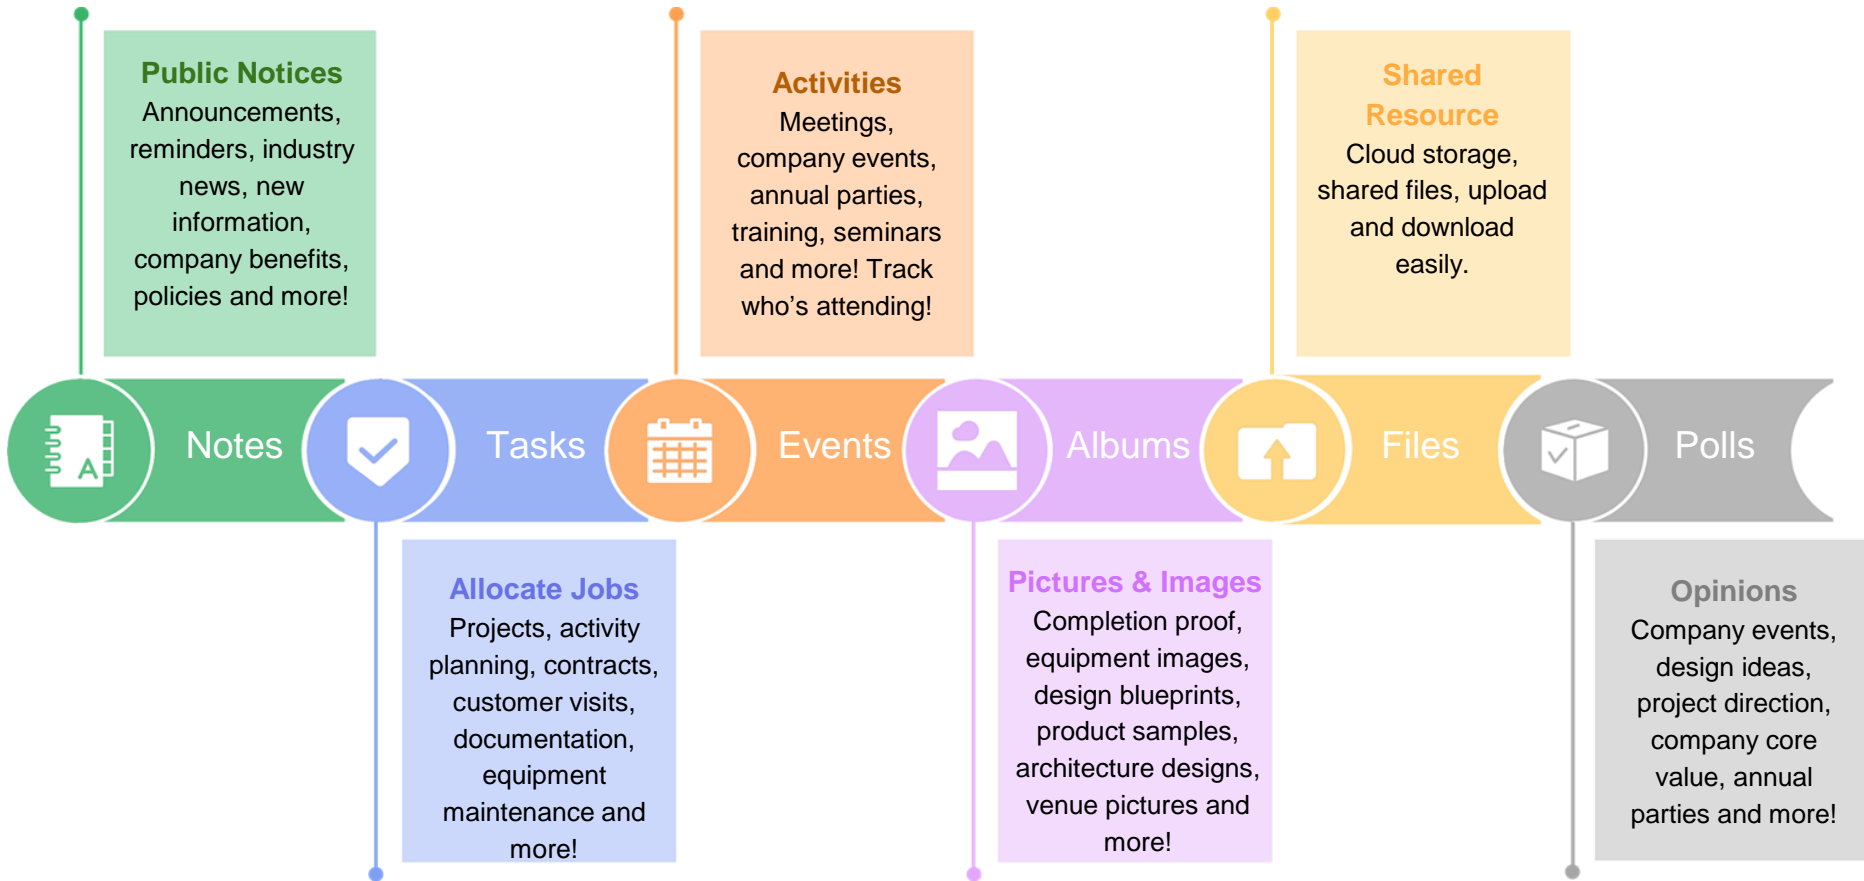 Public Notices
Announcements,
reminders, industry
news, new
information,
company benefits,
policies and more!
Activities
Meetings,
company events,
annual parties,
training, seminars
and more! Track
who’s attending!
Shared
Resource
Cloud storage,
shared files, upload
and download
easily.
A
Notes
Tasks
Events
Albums
Files
Polls
Allocate Jobs
Projects, activity
planning, contracts,
customer visits,
documentation,
equipment
maintenance and
more!
Pictures & Images
Completion proof,
equipment images,
design blueprints,
product samples,
architecture designs,
venue pictures and
more!
Opinions
Company events,
design ideas,
project direction,
company core
value, annual
parties and more!